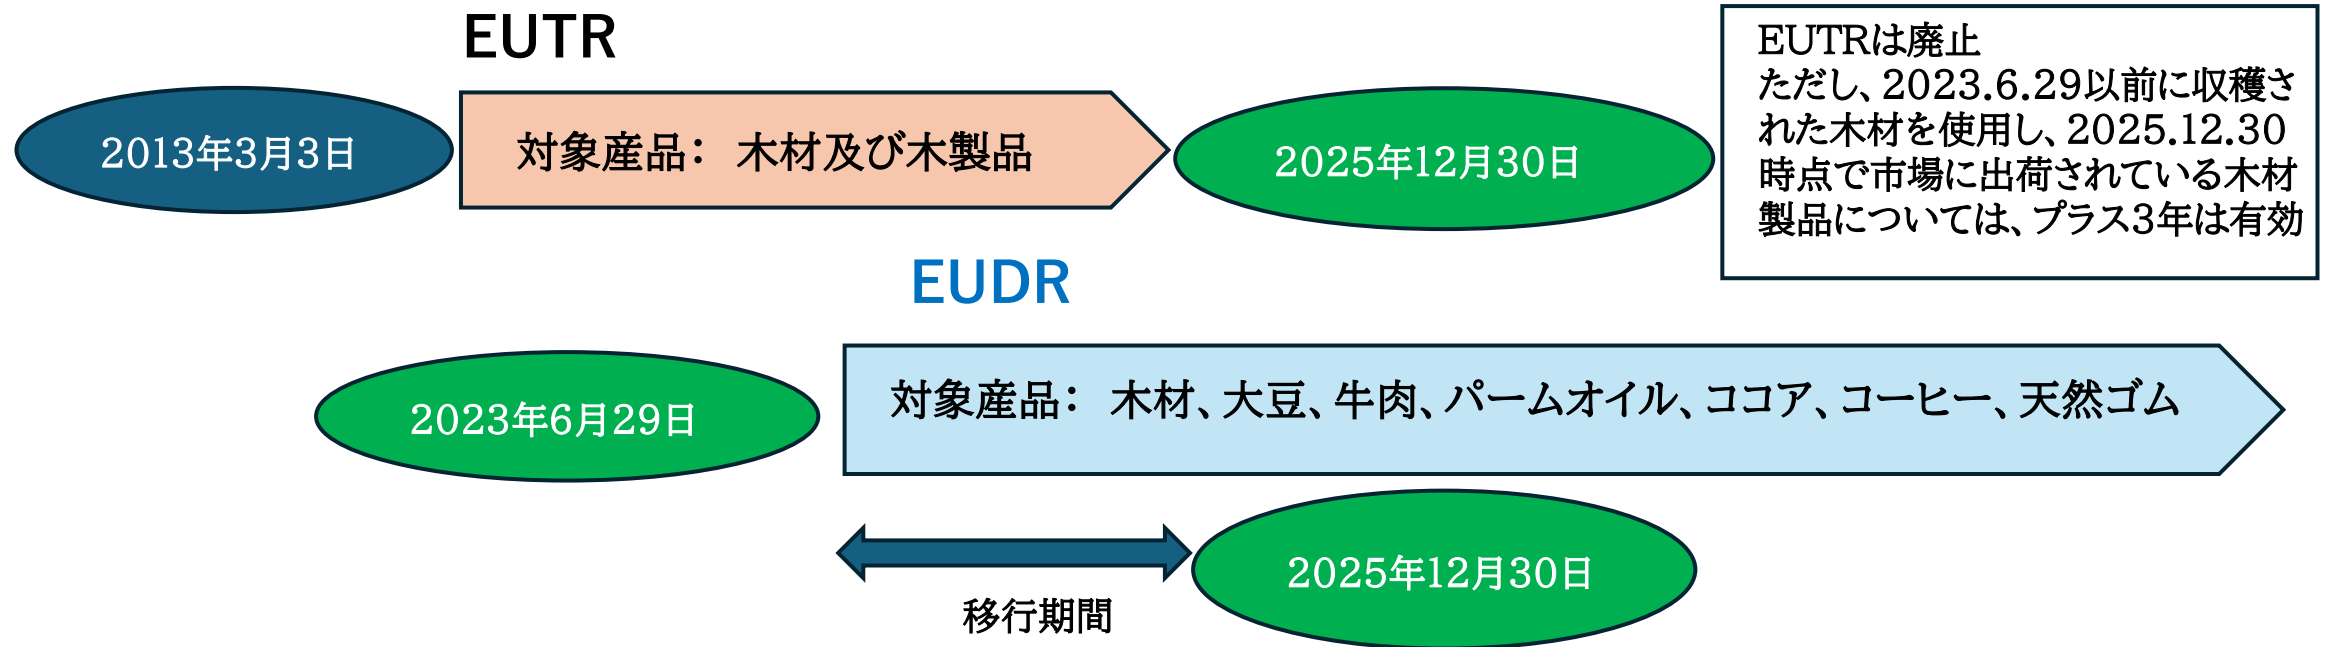 EUTR
2013年3月3日
対象産品： 木材及び木製品
2025年12月30日
EUTRは廃止
ただし、2023.6.29以前に収穫さ
れた木材を使用し、2025.12.30
時点で市場に出荷されている木材
製品については、プラス3年は有効
EUDR
2023年6月29日
対象産品： 木材、大豆、牛肉、パームオイル、ココア、コーヒー、天然ゴム
移行期間
2025年12月30日